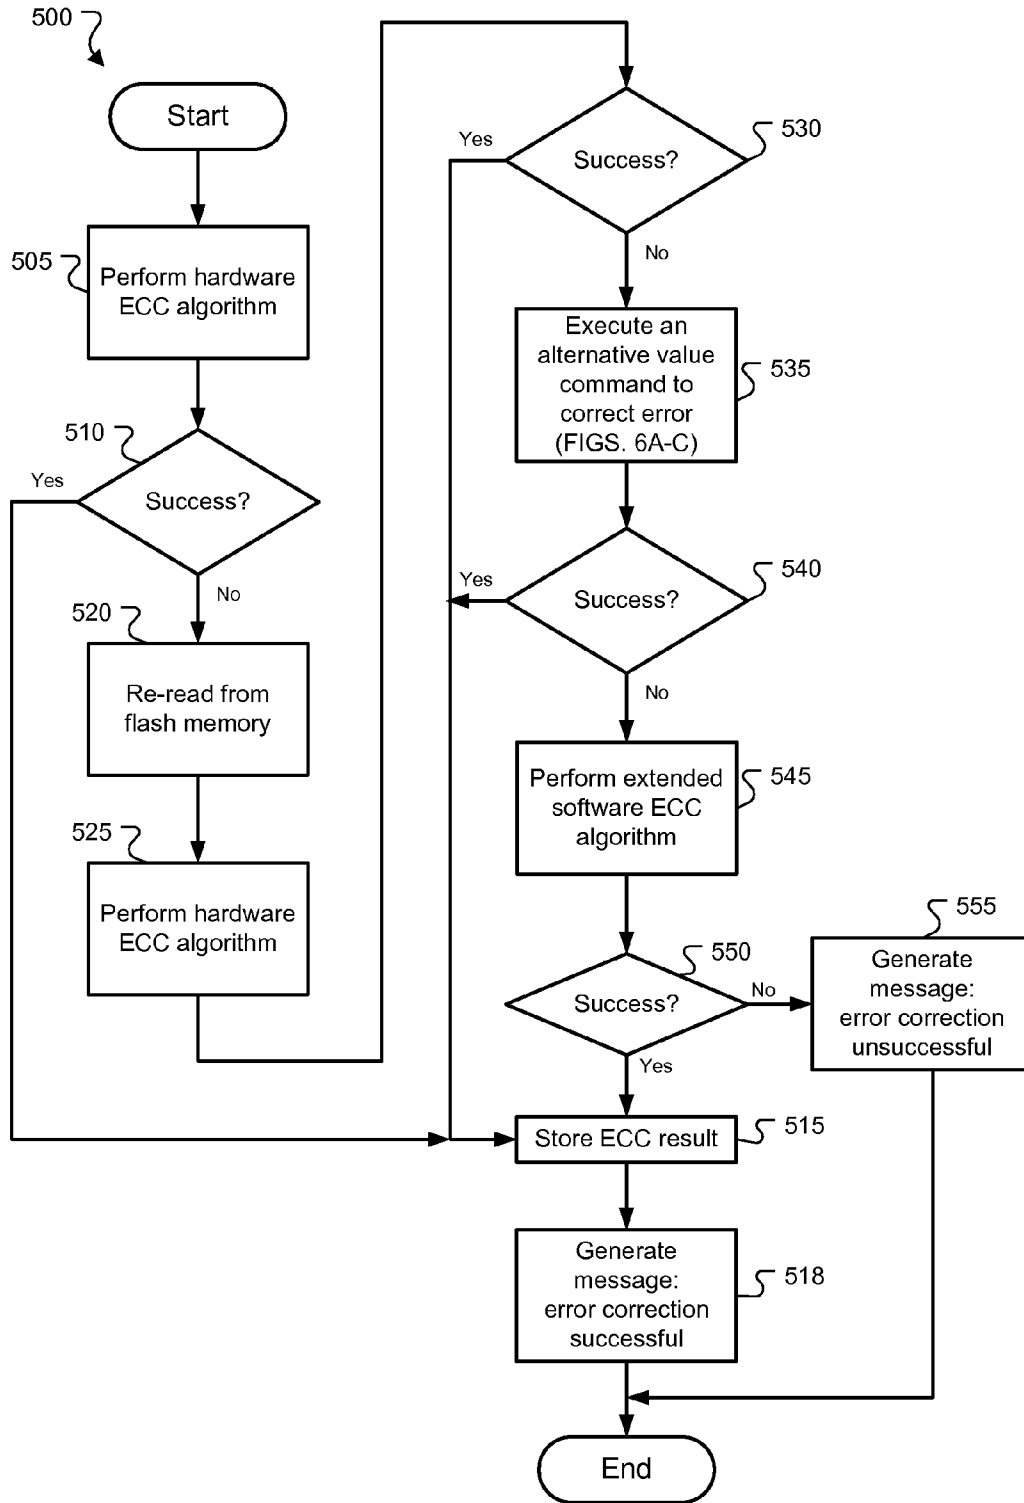 500
Start
505
Perform hardware
ECC algorithm
510
Yes
Success?
No
520
Re-read from
flash memory
525
Perform hardware
ECC algorithm
530
Yes
Success?
No
Execute an
alternative value
command to
correct error
(FIGS. 6A-C)
535
540
Yes
Success?
No
Perform extended
software ECC
algorithm
545
550
Success?
No
Yes
555
Generate
message:
error correction
unsuccessful
Store ECC result
515
Generate
message:
error correction
successful
518
End